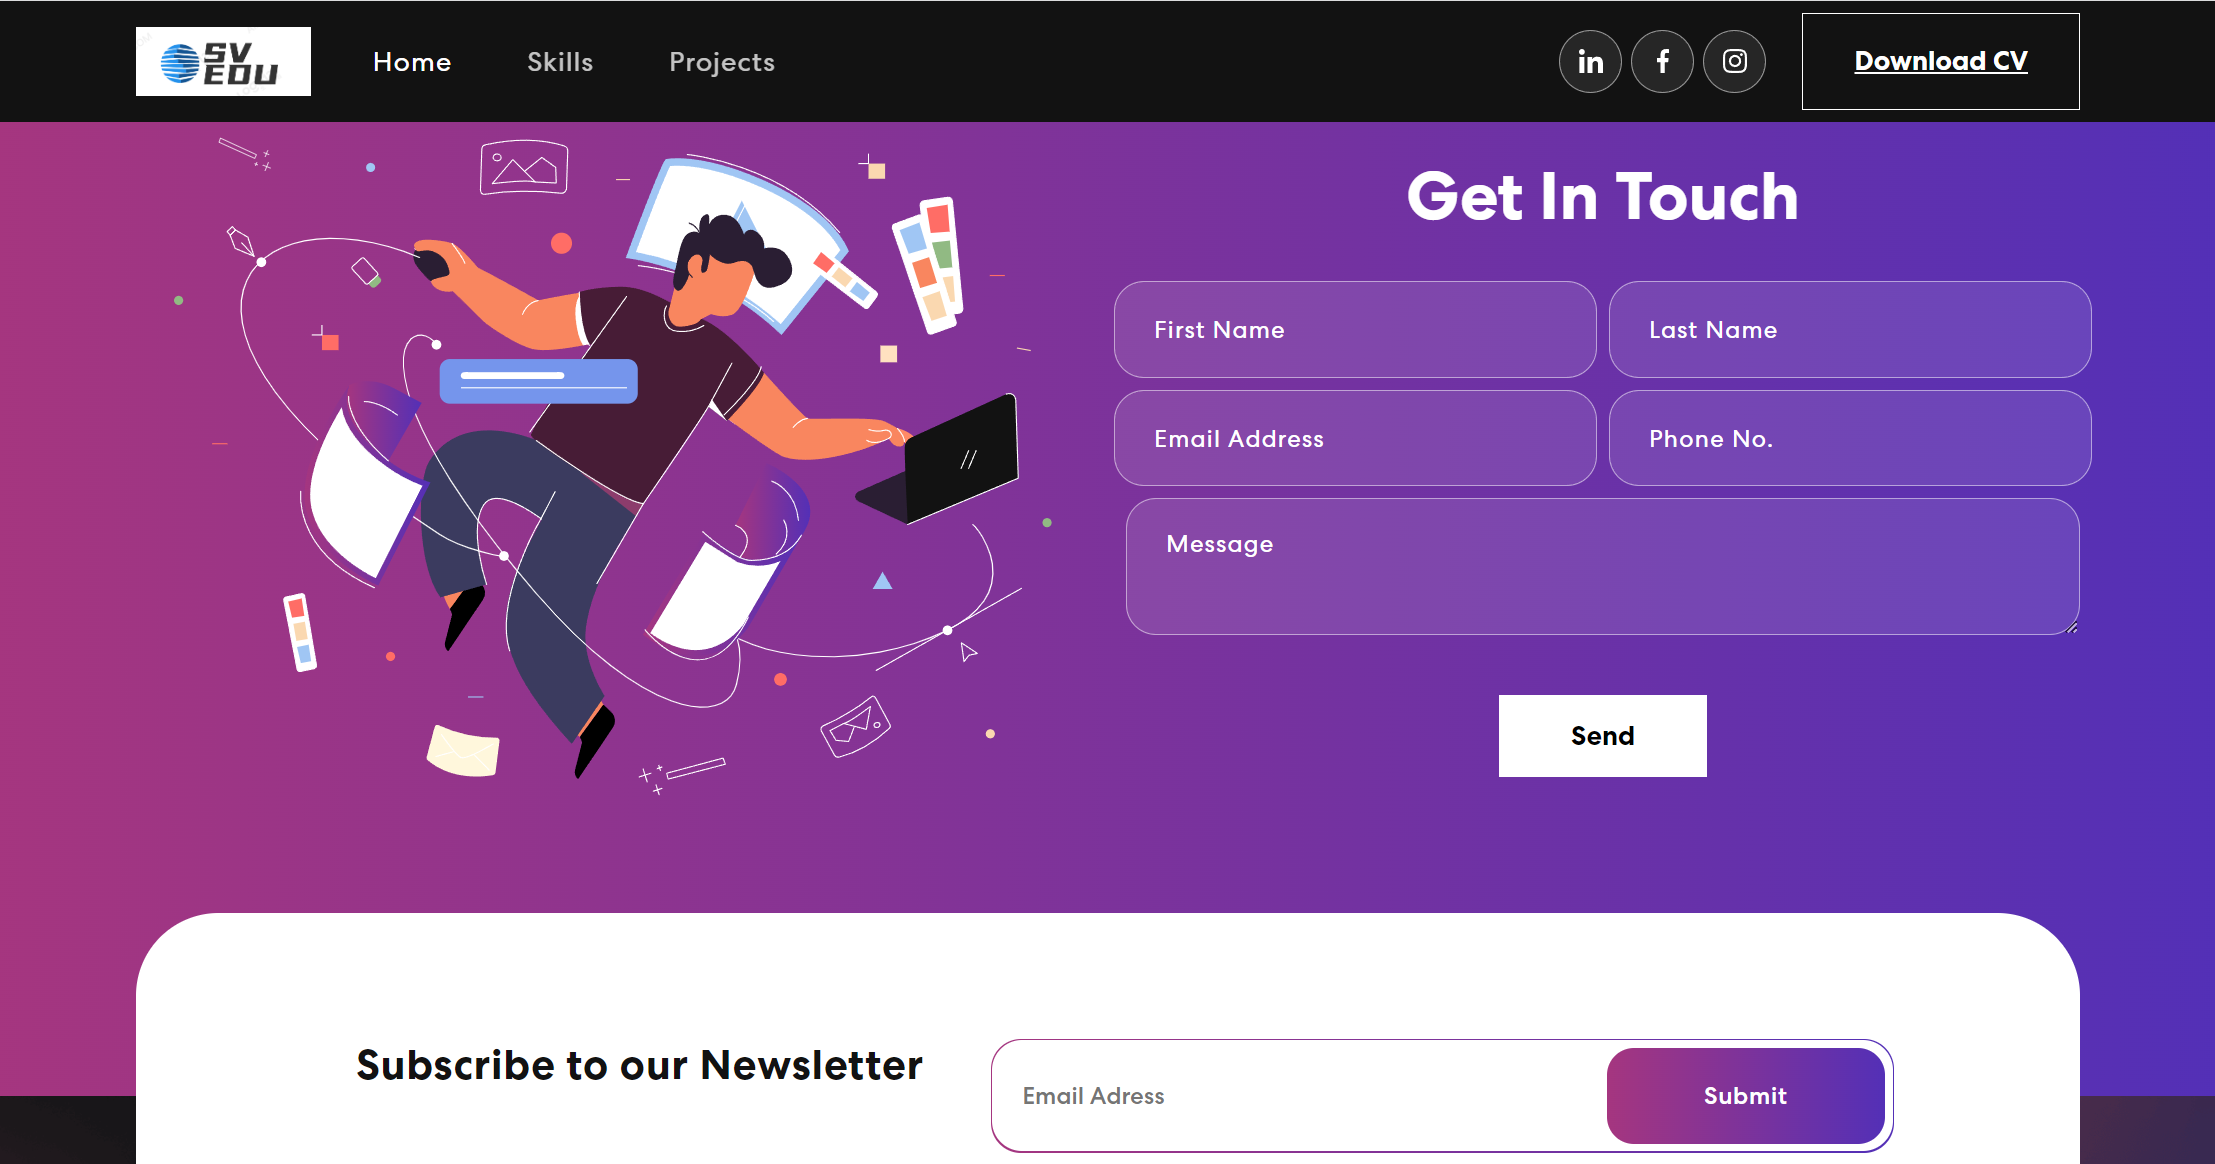 SV
EDU
Home
Skills
Projects
Download CV
Get In Touch
First Name
Last Name
Email Address
Phone No.
Message
Send
Subscribe to our Newsletter
Email Adress
Submit